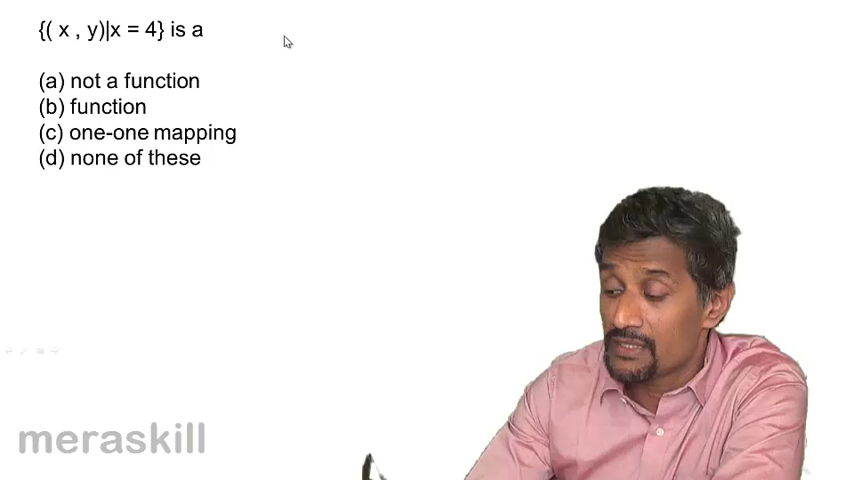 {( x , y)|x = 4} is a
(a) not a function
(b) function
(c) one-one mapping
(d) none of these
meraskill